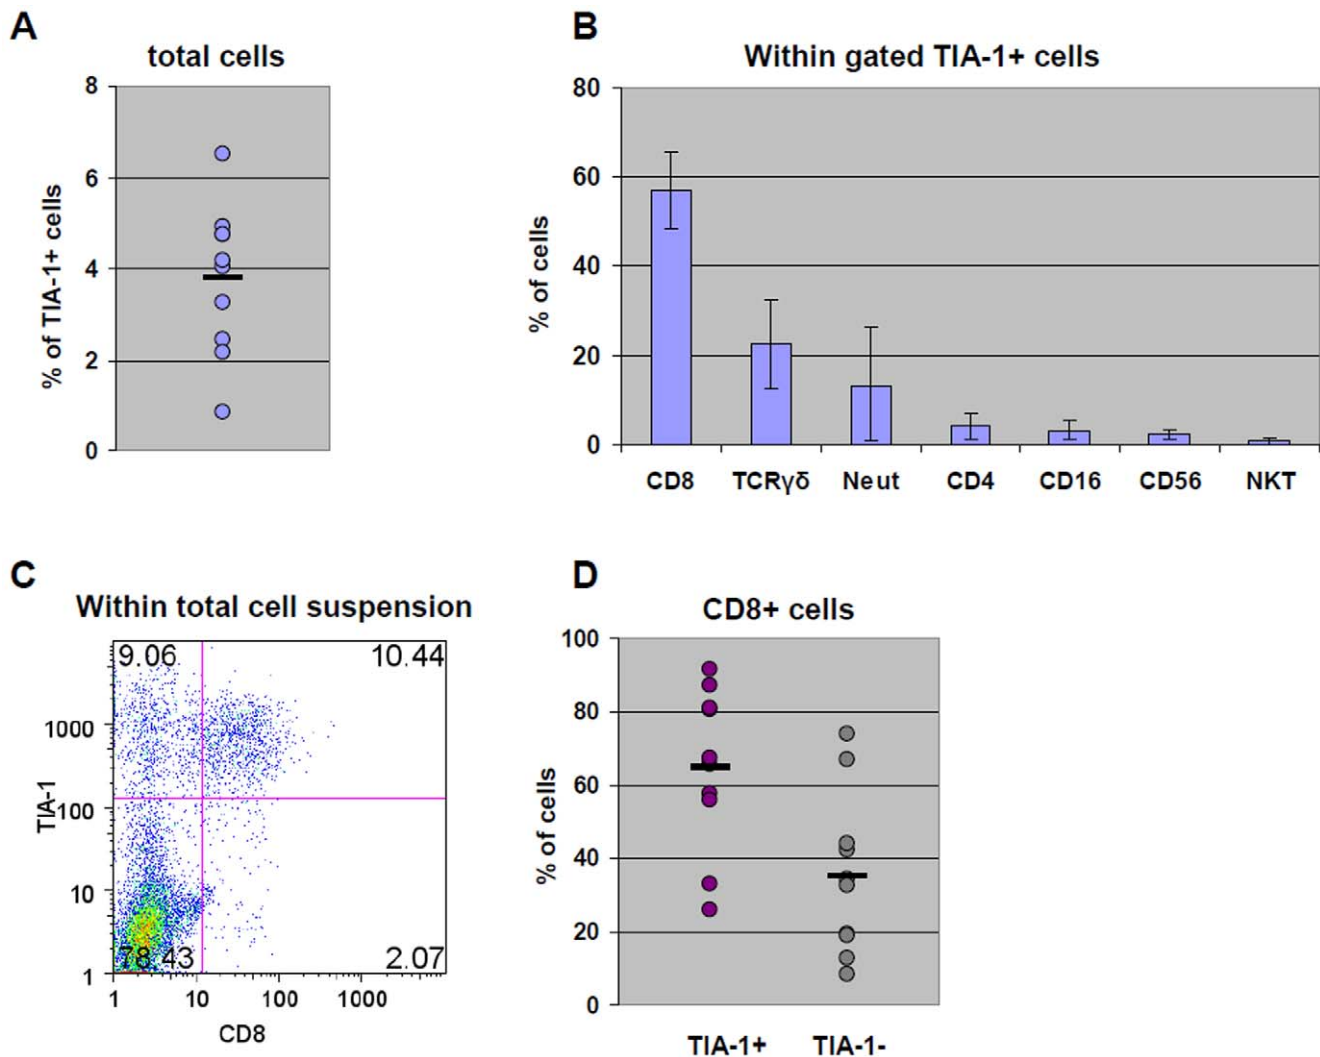 A
total cells
8
6
4
2
0
% of TIA-1+ cells
B
Within gated TIA-1+ cells
80
60
40
20
0
% of cells
CD8 TCRγδ Neut CD4 CD16 CD56 NKT
C
Within total cell suspension
9.06 10.44
78.43 2.07
1000
100
10
1
TIA-1
1 10 100 1000
CD8
D
CD8+ cells
100
80
60
40
20
0
% of cells
TIA-1+ TIA-1-